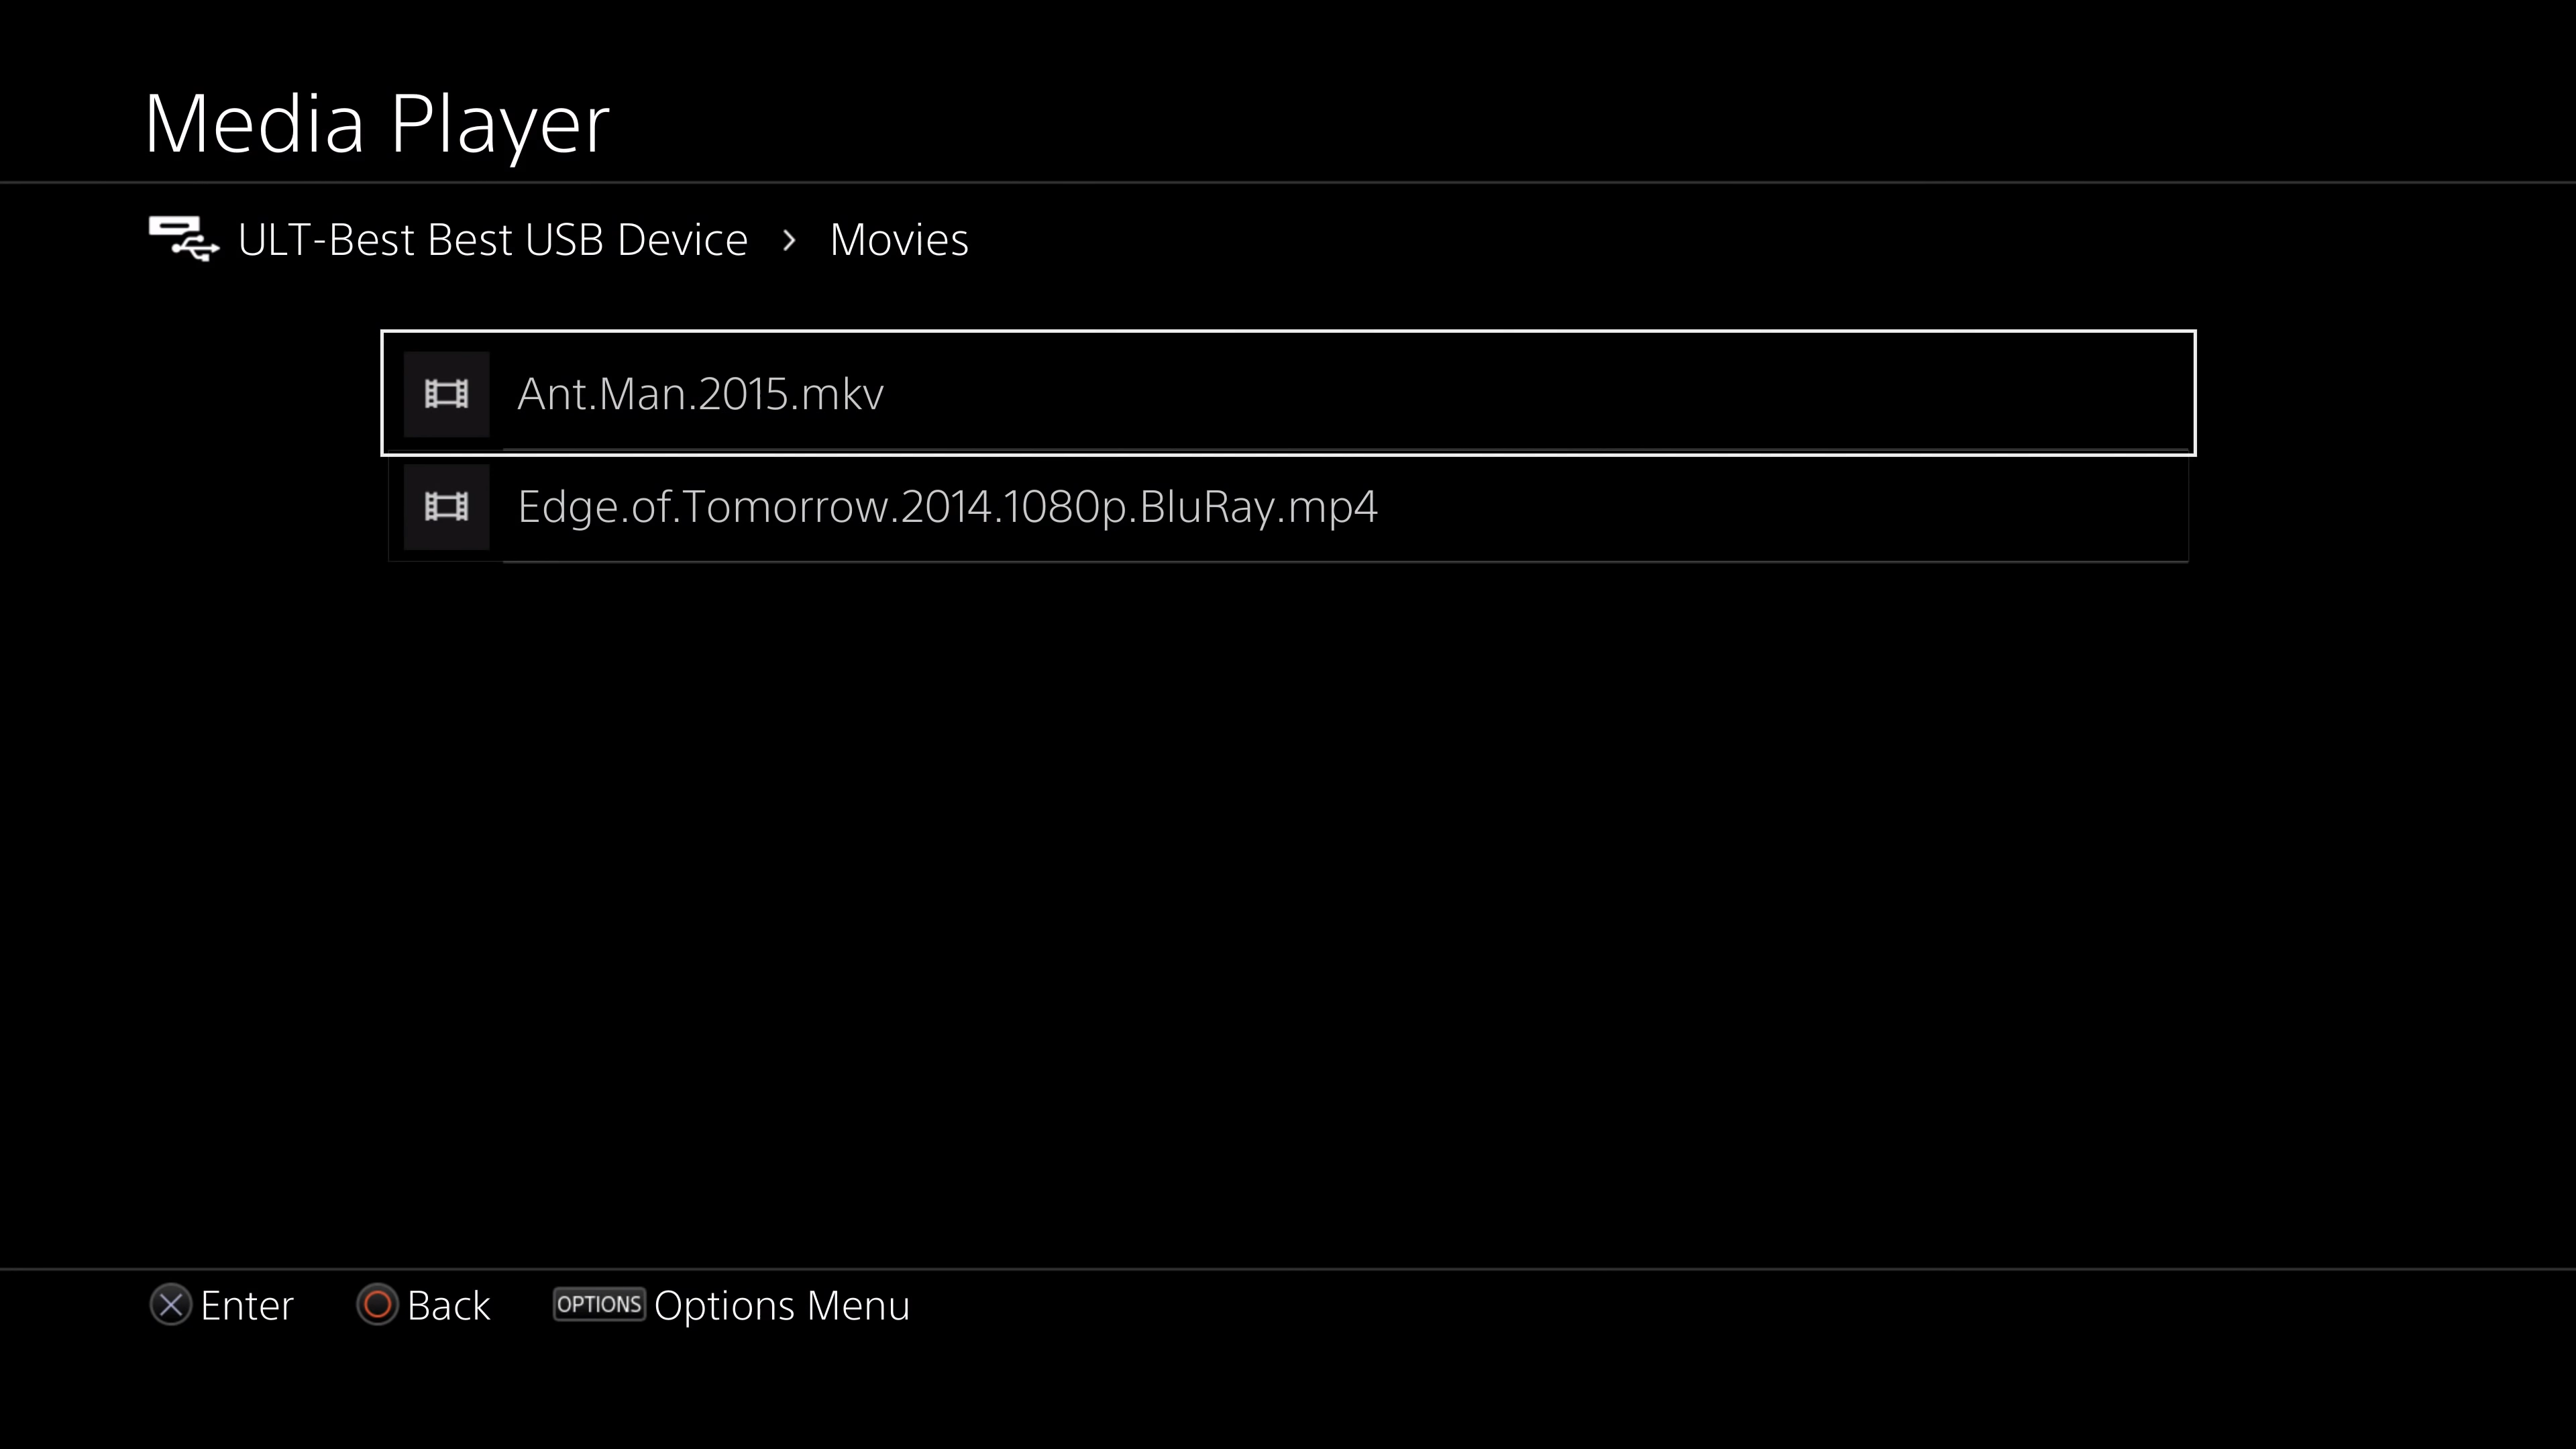 Media Player
ULT-Best Best USB Device > Movies
Ant.Man.2015.mkv
Edge.of.Tomorrow.2014.1080p.BluRay.mp4
Enter Back OPTIONS Options Menu